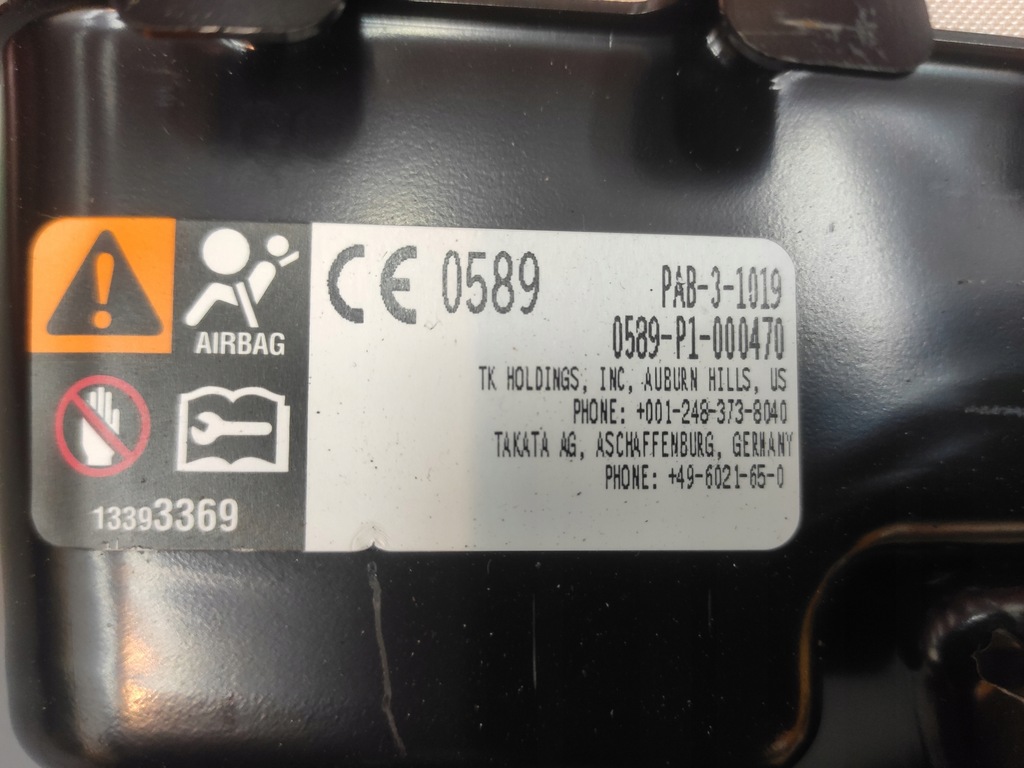 CE 0589
PAB-3-1019
0589-P1-000470
TK HOLDINGS, INC, AUBURN HILLS, US
PHONE: +001-248-373-8040
TAKATA AG, ASCHAFFENBURG, GERMANY
PHONE: +49-6021-65-0
AIRBAG
13393369